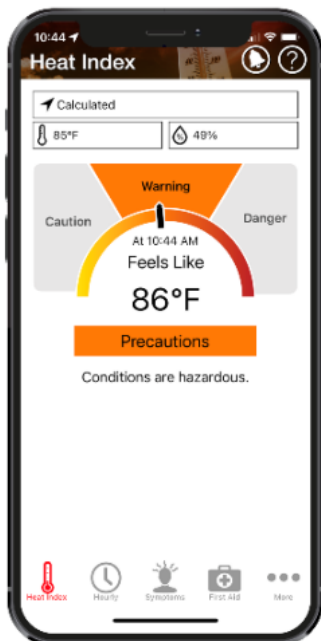 10:44
Heat Index
Calculated
85°F
49%
Warning
Caution
Danger
At 10:44 AM
Feels Like
86°F
Precautions
Conditions are hazardous.
Heat Index
Hourly
Symptoms
First Aid
More